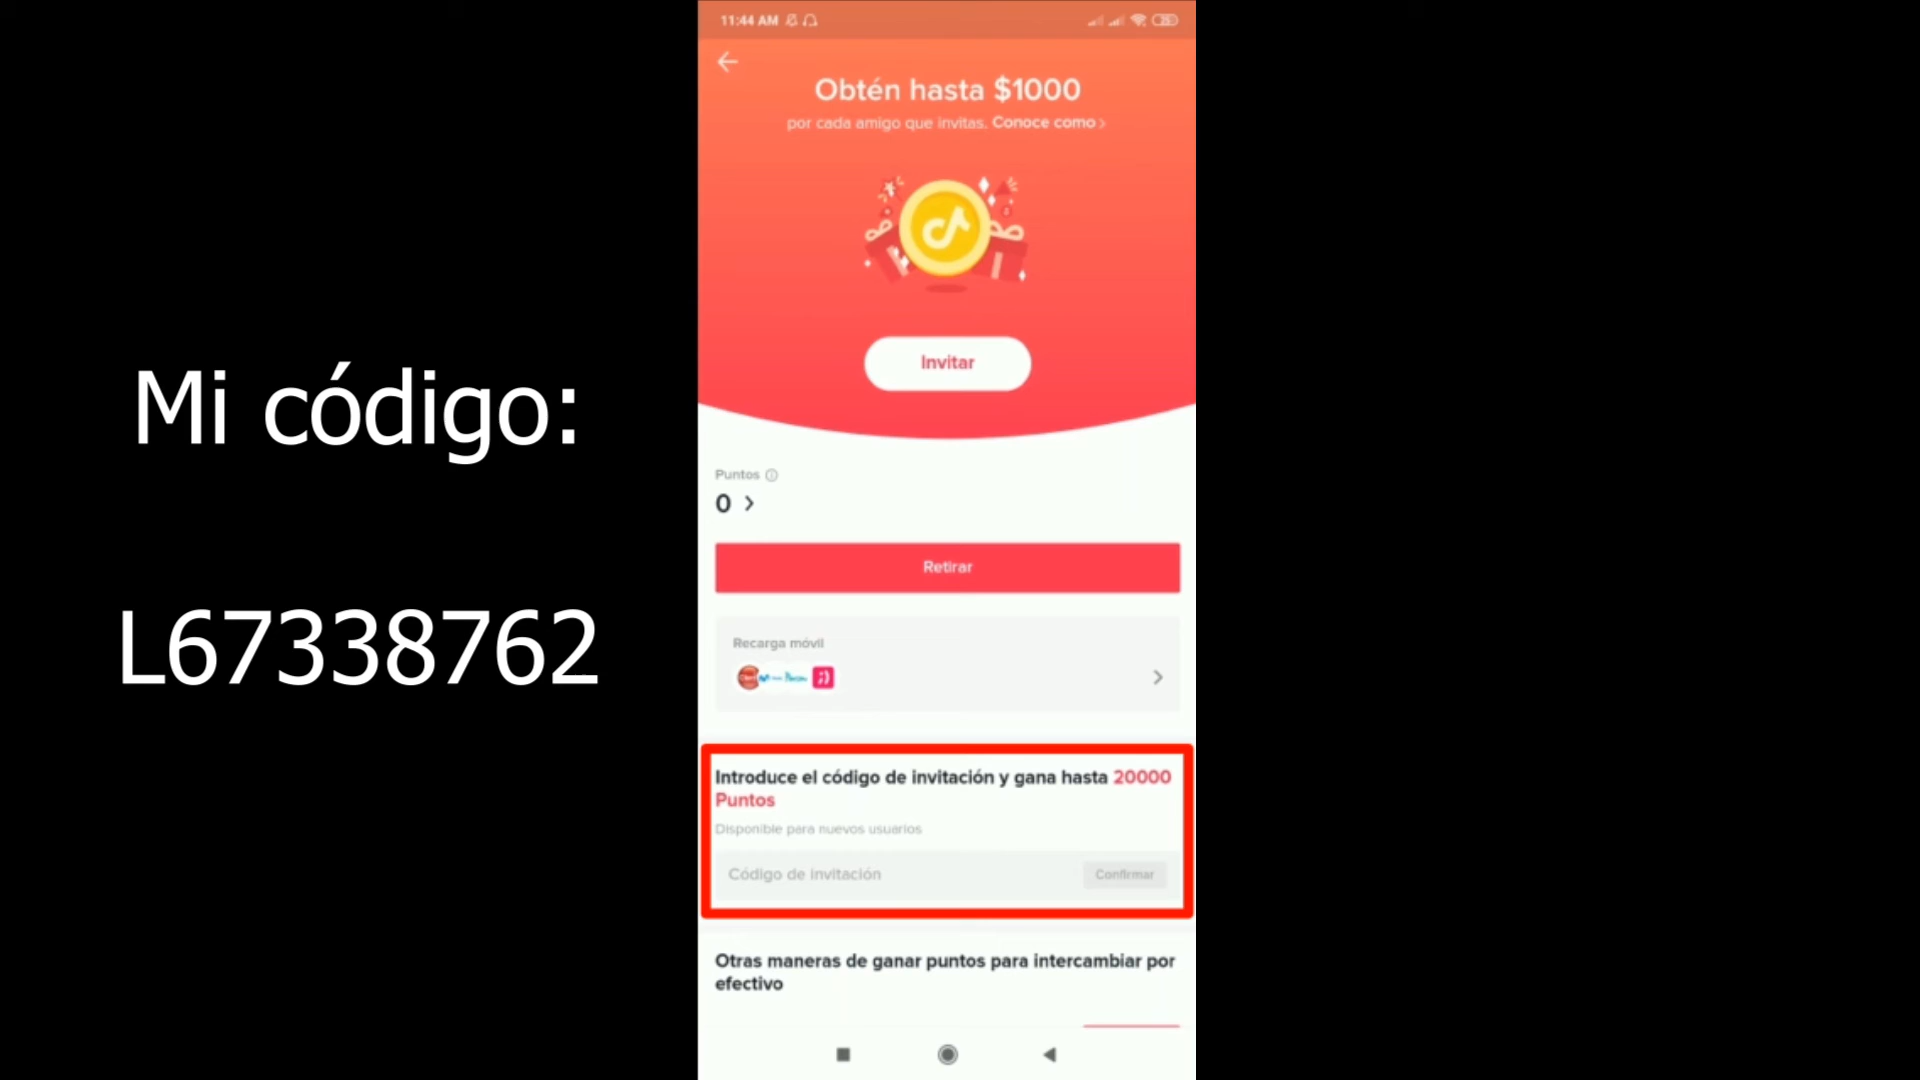 11:44 AM
Obtén hasta $1000
por cada amigo que invitas. Conoce como >
Invitar
Mi código:
L67338762
Puntos
0 >
Retirar
Recarga móvil
Introduce el código de invitación y gana hasta 20000
Puntos
Disponible para nuevos usuarios
Código de invitación
Confirmar
Otras maneras de ganar puntos para intercambiar por
efectivo